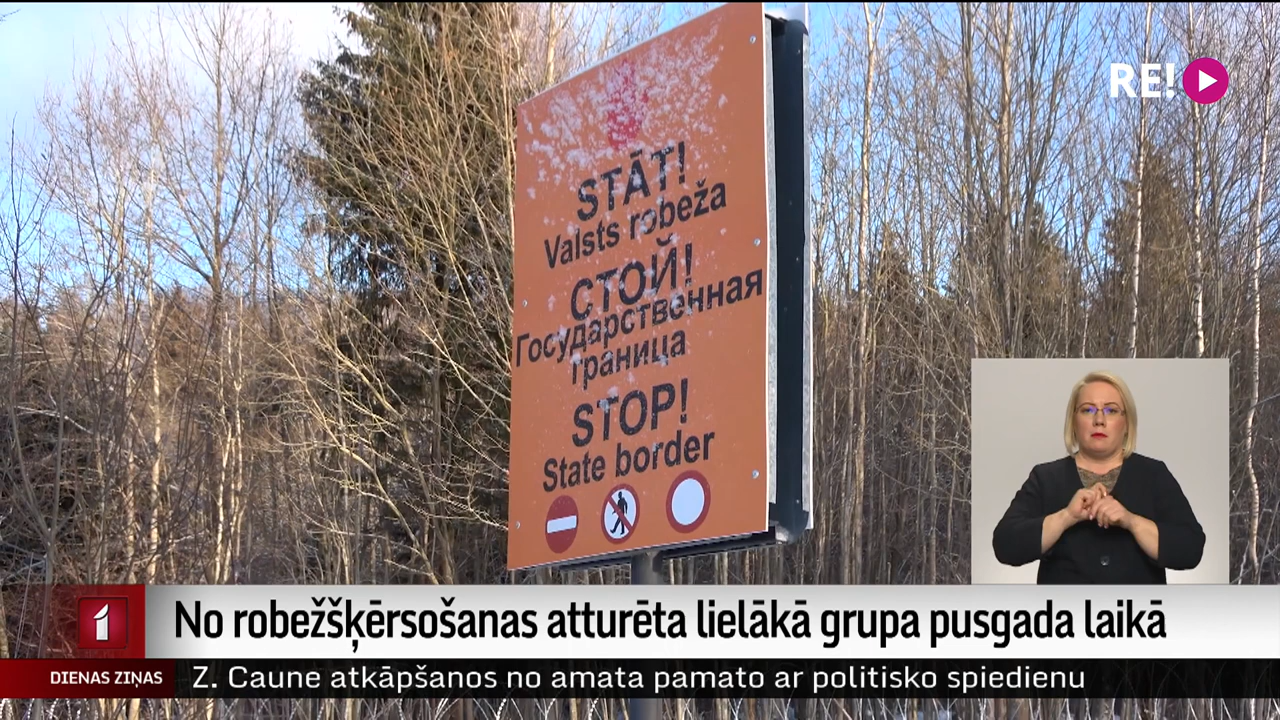 RE!
STĀT!
Valsts robeža
СТОЙ!
Государственная
граница
STOP!
State border
1
No robežšķērsošanas atturēta lielākā grupa pusgada laikā
DIENAS ZIŅAS
Z. Caune atkāpšanos no amata pamato ar politisko spiedienu